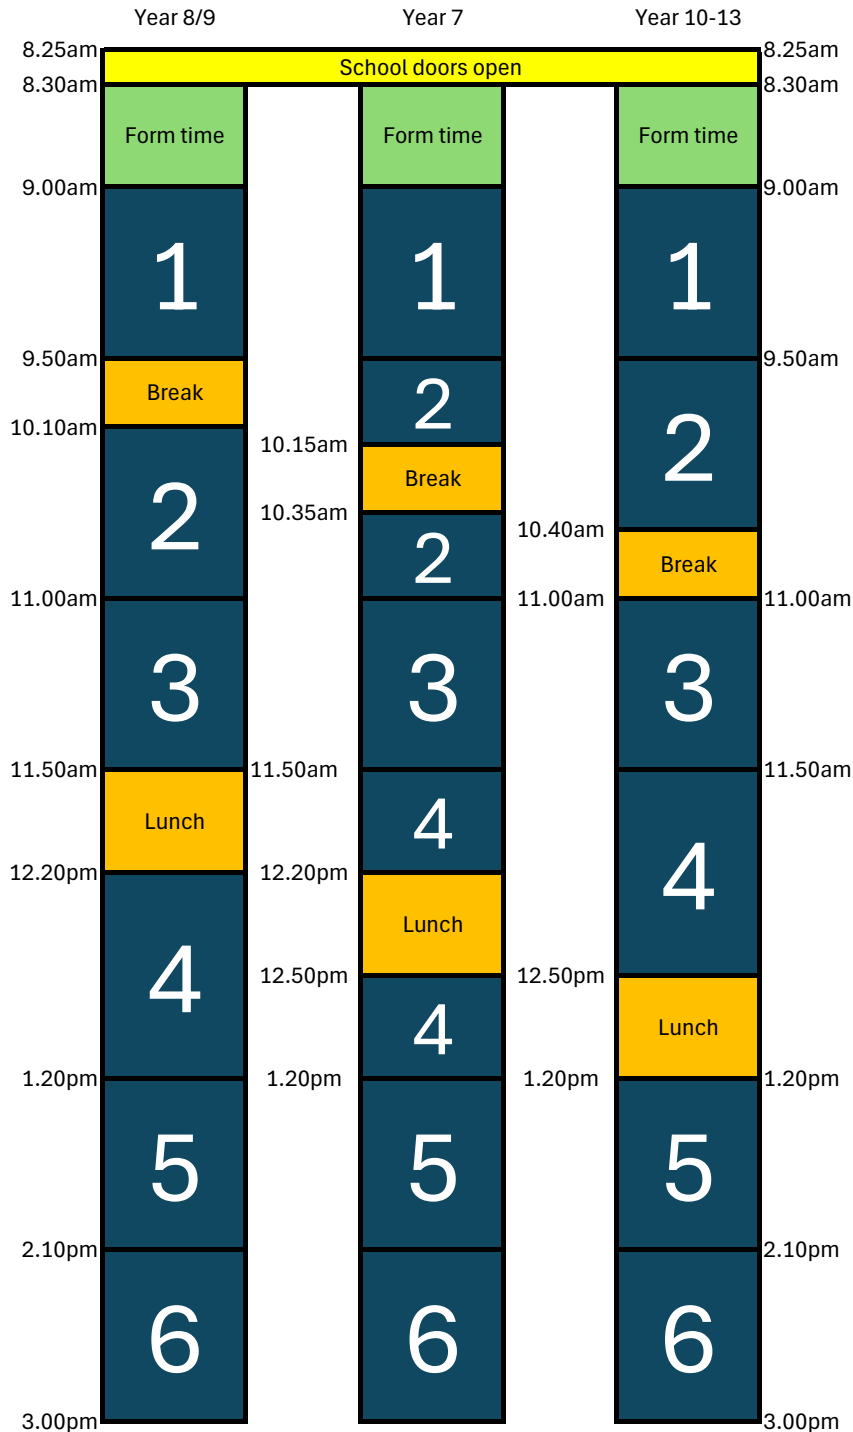 Year 8/9 Year 7 Year 10-13
8.25am 8.25am
School doors open
8.30am 8.30am
Form time Form time Form time
9.00am 9.00am
1 1 1
9.50am 9.50am
Break 2 2
10.10am
10.15am
2 Break
10.35am
2 10.40am
Break
11.00am 11.00am 11.00am
3 3 3
11.50am 11.50am 11.50am
Lunch 4 4
12.20pm 12.20pm
Lunch
4 12.50pm 12.50pm
4 Lunch
1.20pm 1.20pm 1.20pm 1.20pm
5 5 5
2.10pm 2.10pm
6 6 6
3.00pm 3.00pm